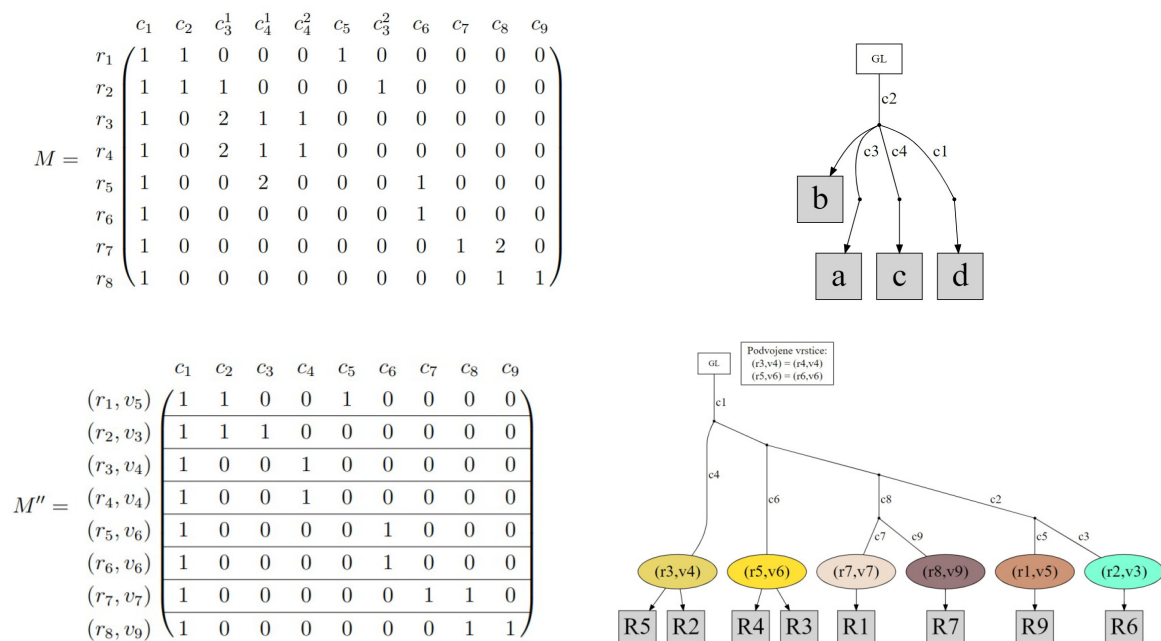 c₁ c₂ c₃¹ c₄¹ c₄² c₅ c₃² c₆ c₇ c₈ c₉
r₁ 1 1 0 0 0 1 0 0 0 0 0
r₂ 1 1 1 0 0 0 1 0 0 0 0
r₃ 1 0 2 1 1 0 0 0 0 0 0
M = r₄ 1 0 2 1 1 0 0 0 0 0 0
r₅ 1 0 0 2 0 0 0 1 0 0 0
r₆ 1 0 0 0 0 0 0 1 0 0 0
r₇ 1 0 0 0 0 0 0 0 1 2 0
r₈ 1 0 0 0 0 0 0 0 0 1 1
GL
c2
c3 c4 c1
b
a c d
c₁ c₂ c₃ c₄ c₅ c₆ c₇ c₈ c₉
(r₁, v₅) 1 1 0 0 1 0 0 0 0
(r₂, v₃) 1 1 1 0 0 0 0 0 0
(r₃, v₄) 1 0 0 1 0 0 0 0 0
M″ = (r₄, v₄) 1 0 0 1 0 0 0 0 0
(r₅, v₆) 1 0 0 0 0 1 0 0 0
(r₆, v₆) 1 0 0 0 0 1 0 0 0
(r₇, v₇) 1 0 0 0 0 0 1 1 0
(r₈, v₉) 1 0 0 0 0 0 0 1 1
GL
Podvojene vrstice:
(r3,v4) = (r4,v4)
(r5,v6) = (r6,v6)
c1
c4 c6 c8 c2
c7 c9 c5 c3
(r3,v4) (r5,v6) (r7,v7) (r8,v9) (r1,v5) (r2,v3)
R5 R2 R4 R3 R1 R7 R9 R6